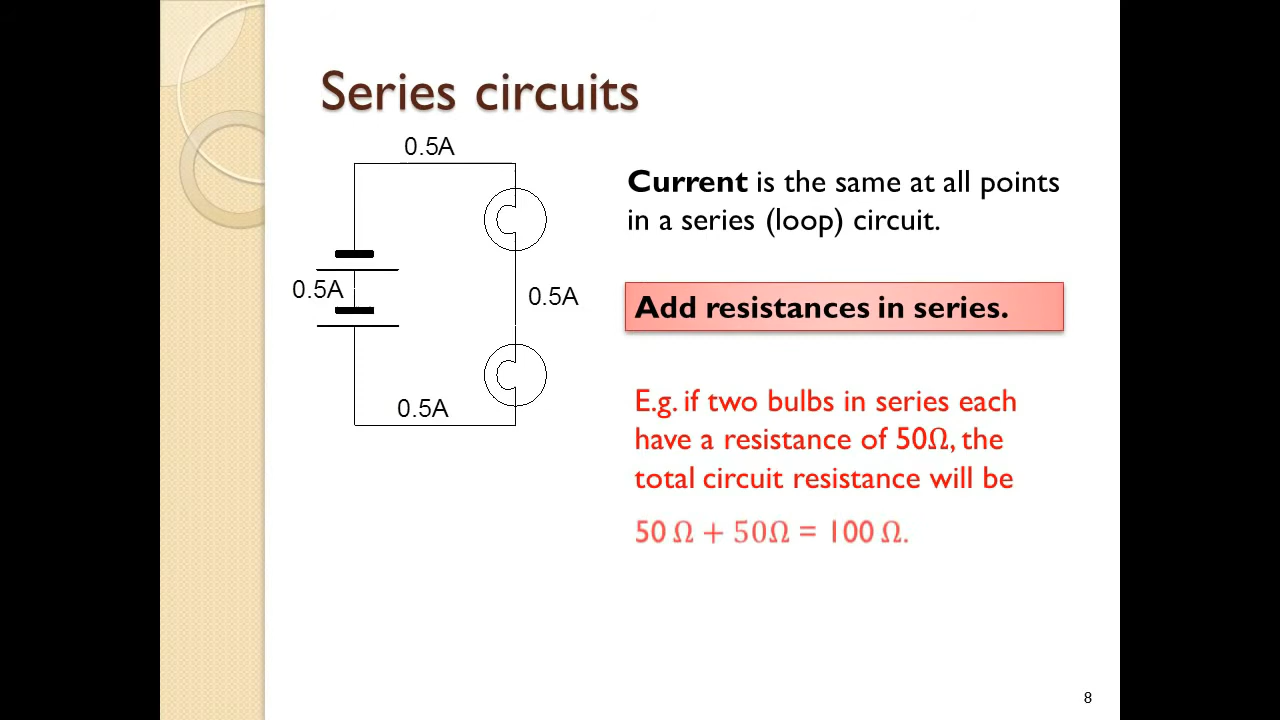 Series circuits
0.5A
Current is the same at all points
in a series (loop) circuit.
0.5A
0.5A
Add resistances in series.
0.5A
E.g. if two bulbs in series each
have a resistance of 50Ω, the
total circuit resistance will be
50 Ω + 50Ω = 100 Ω.
8